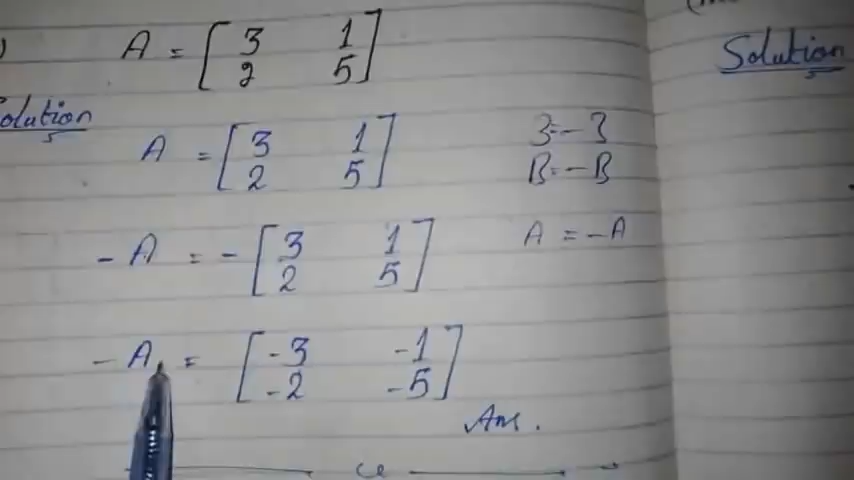 A = [ 3 1
2 5 ]
Solution
olution
A = [ 3 1
2 5 ]
3 = - 3
B = - B
- A = - [ 3 1
2 5 ]
A = - A
- A = [ -3 -1
-2 -5 ]
Ans.